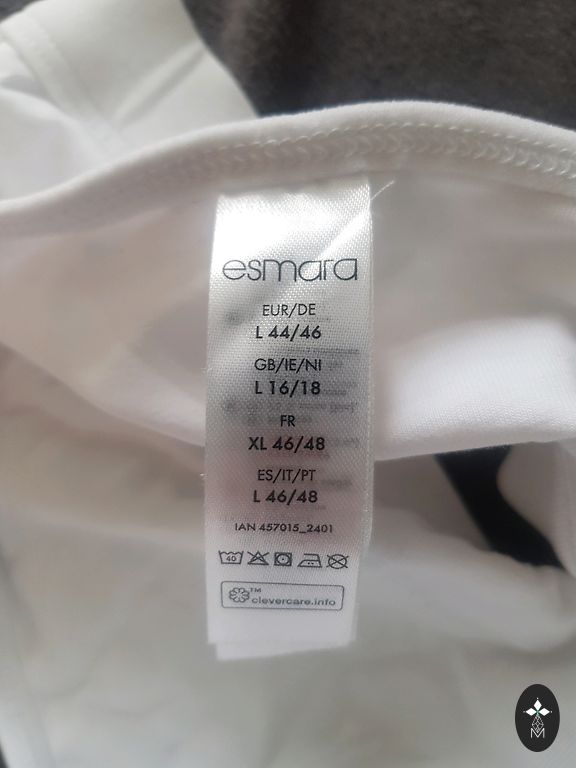 esmara
EUR/DE
L 44/46
GB/IE/NI
L 16/18
FR
XL 46/48
ES/IT/PT
L 46/48
IAN 457015_2401
40
™
clevercare.info
M